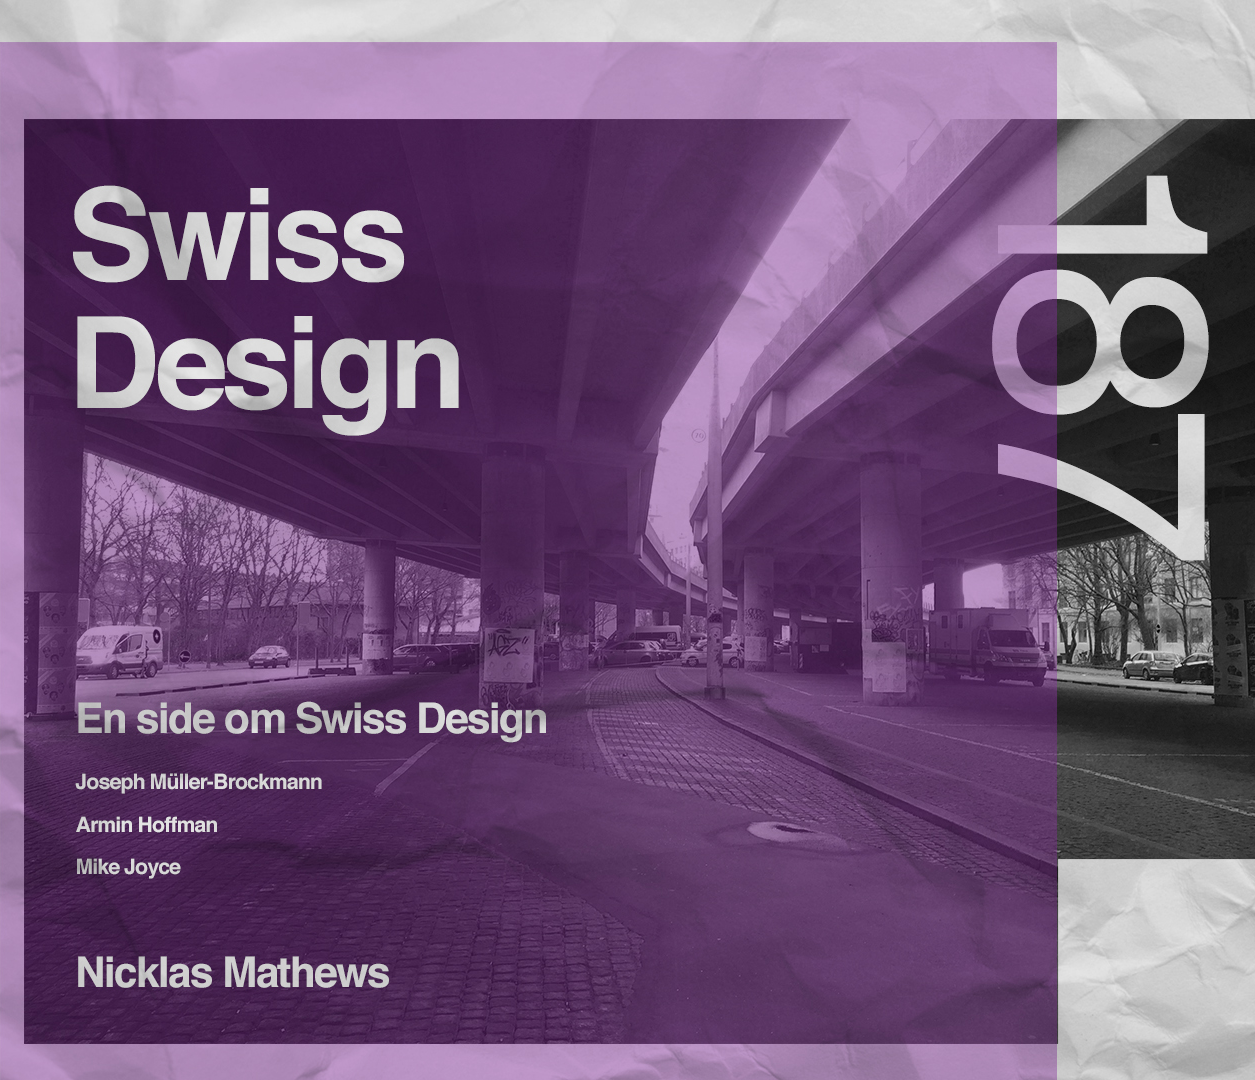 Swiss
Design
187
En side om Swiss Design
Joseph Müller-Brockmann
Armin Hoffman
Mike Joyce
Nicklas Mathews